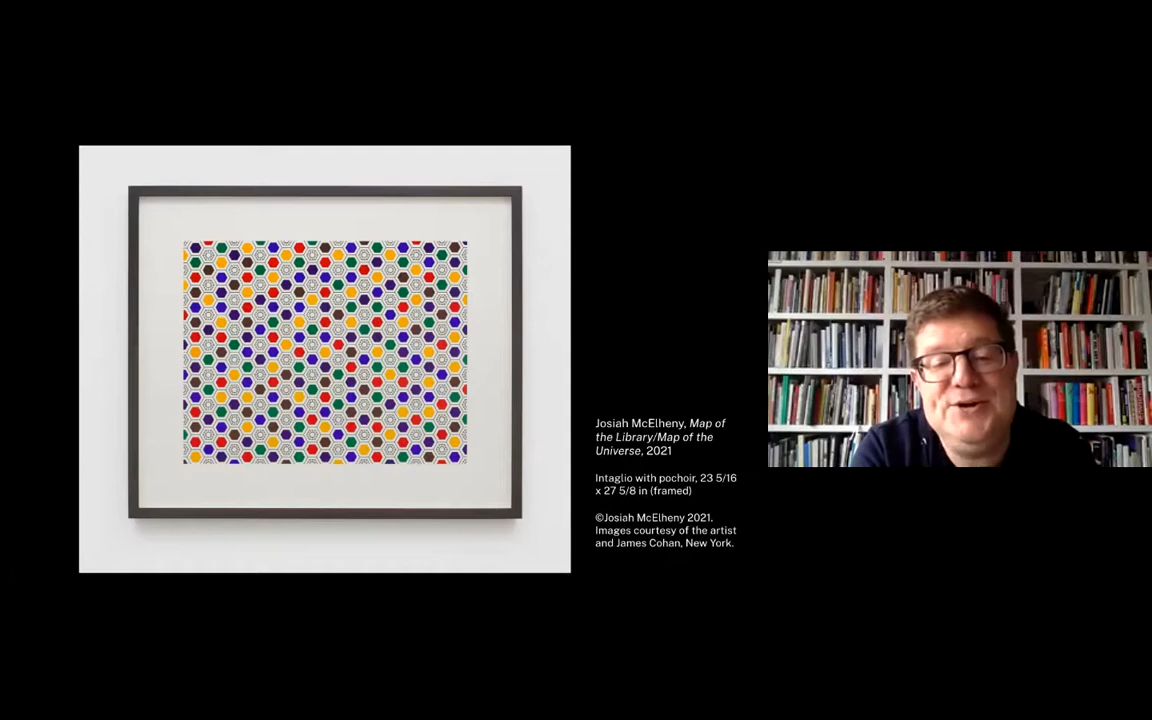 Josiah McElheny, Map of
the Library/Map of the
Universe, 2021
Intaglio with pochoir, 23 5/16
x 27 5/8 in (framed)
©Josiah McElheny 2021.
Images courtesy of the artist
and James Cohan, New York.